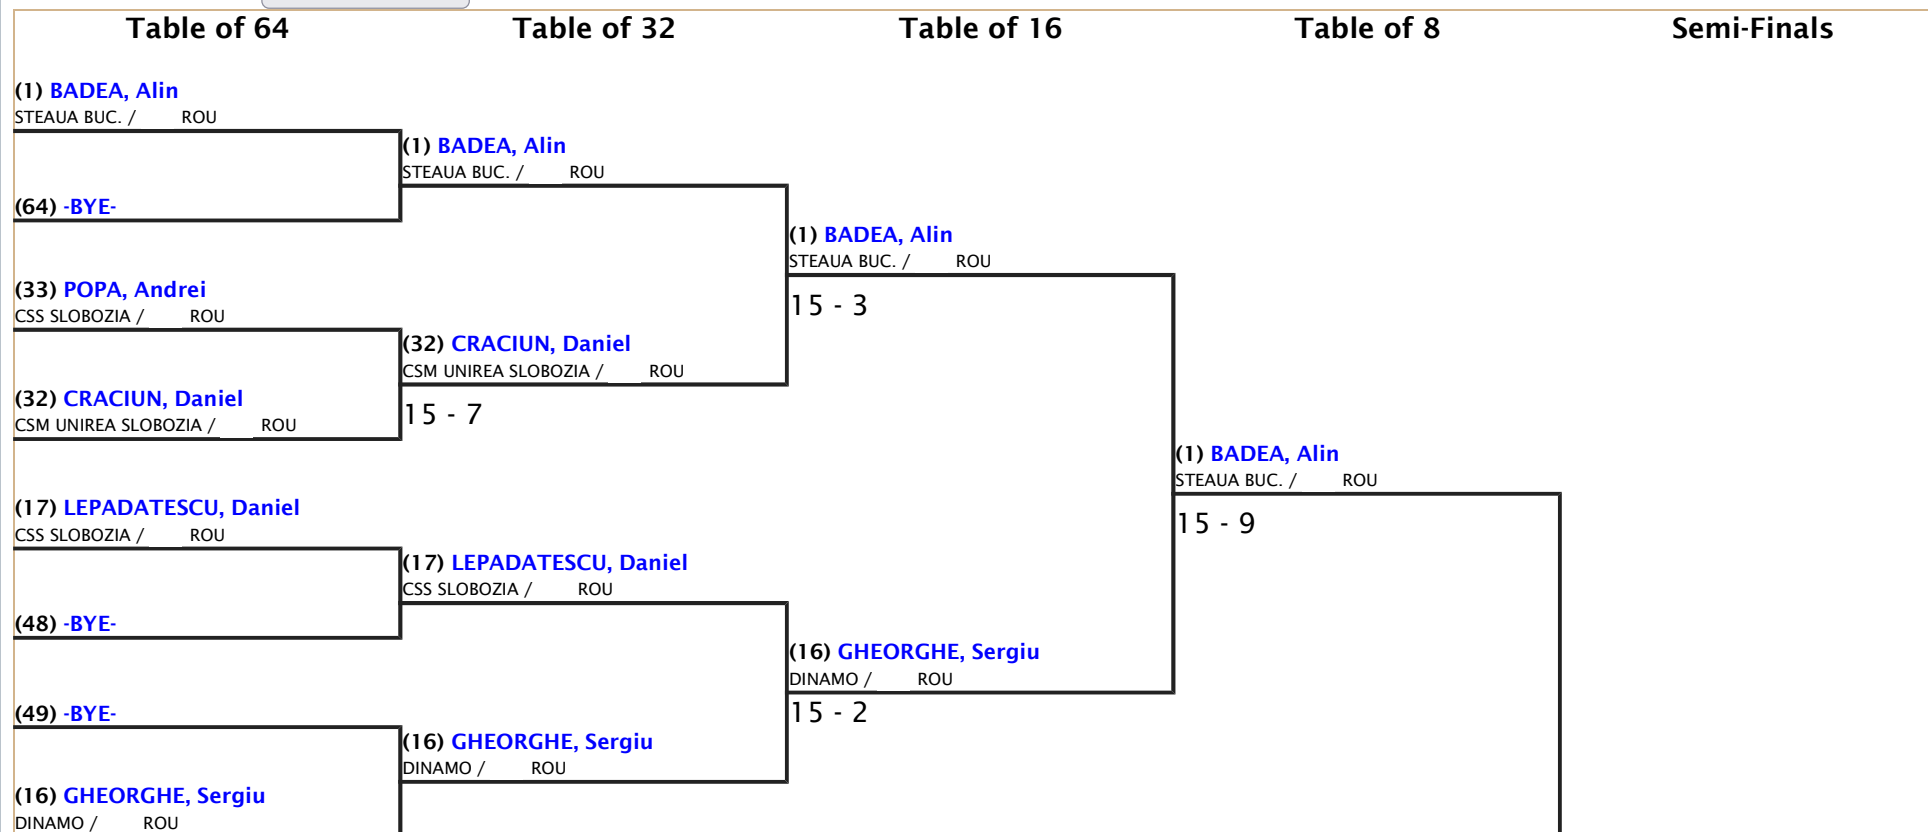 Table of 64
Table of 32
Table of 16
Table of 8
Semi-Finals
(1) BADEA, Alin
STEAUA BUC. / ROU
(64) -BYE-
(33) POPA, Andrei
CSS SLOBOZIA / ROU
(32) CRACIUN, Daniel
CSM UNIREA SLOBOZIA / ROU
(17) LEPADATESCU, Daniel
CSS SLOBOZIA / ROU
(48) -BYE-
(49) -BYE-
(16) GHEORGHE, Sergiu
DINAMO / ROU
(1) BADEA, Alin
STEAUA BUC. / ROU
(32) CRACIUN, Daniel
CSM UNIREA SLOBOZIA / ROU
15 - 7
(17) LEPADATESCU, Daniel
CSS SLOBOZIA / ROU
(16) GHEORGHE, Sergiu
DINAMO / ROU
(1) BADEA, Alin
STEAUA BUC. / ROU
15 - 3
(16) GHEORGHE, Sergiu
DINAMO / ROU
15 - 2
(1) BADEA, Alin
STEAUA BUC. / ROU
15 - 9